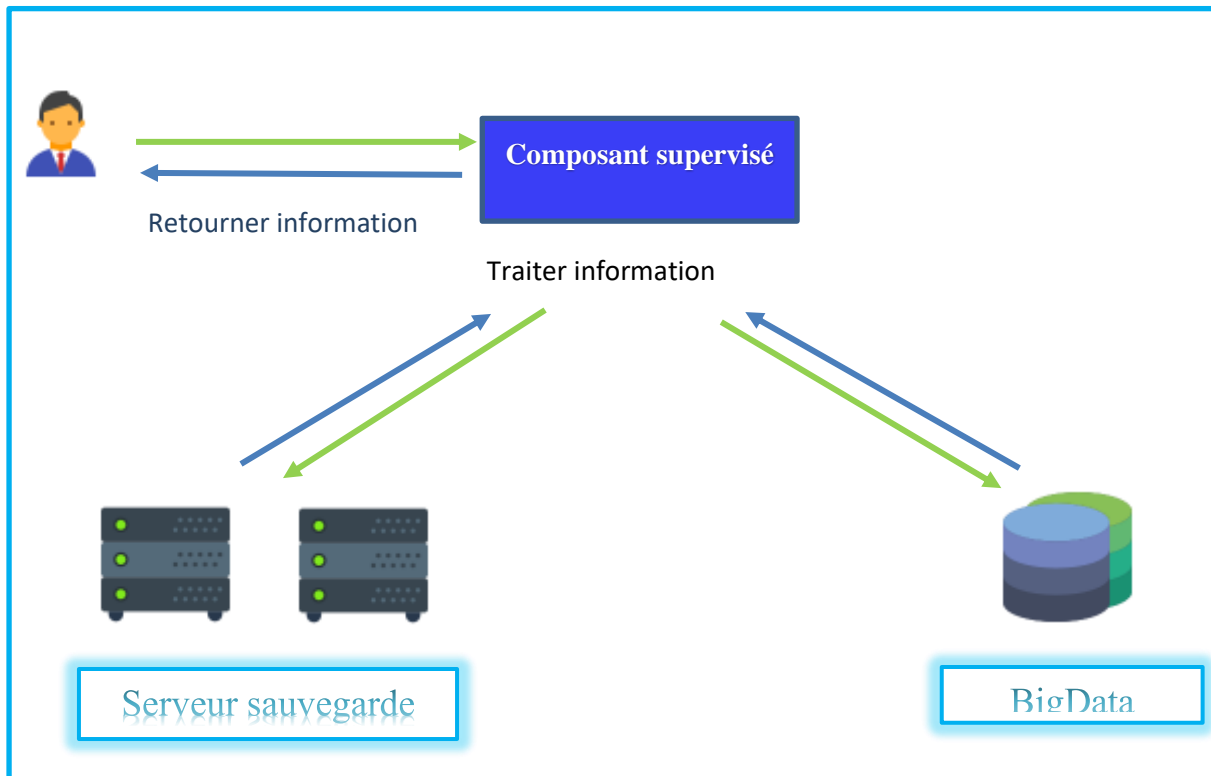 Composant supervisé
Retourner information
Traiter information
Serveur sauvegarde
BigData